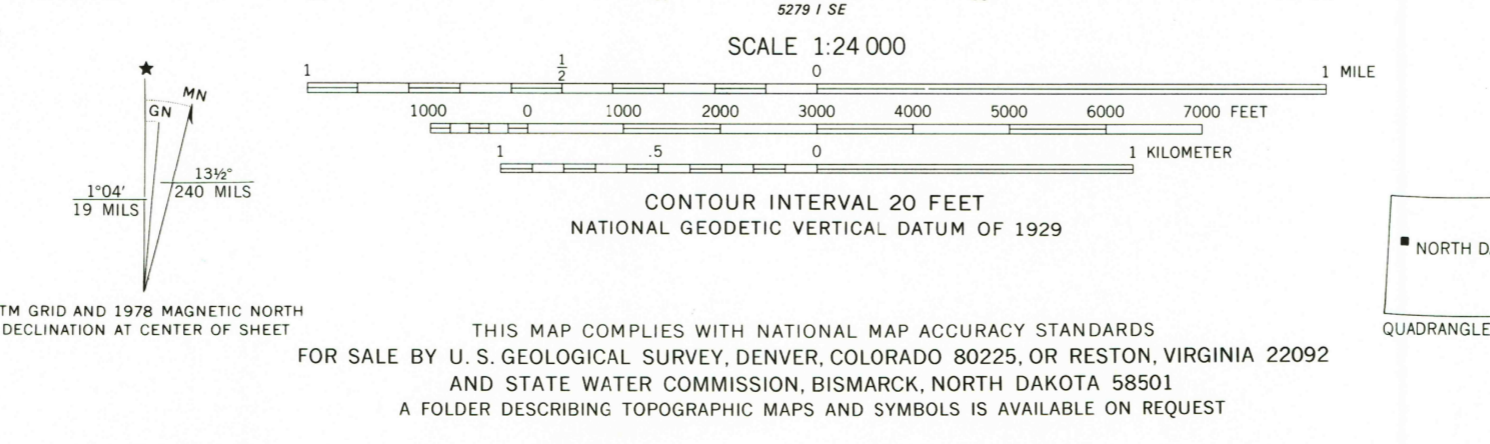 5279 I SE
SCALE 1:24 000
1 1/2 0 1 MILE
1000 0 1000 2000 3000 4000 5000 6000 7000 FEET
1 .5 0 1 KILOMETER
CONTOUR INTERVAL 20 FEET
NATIONAL GEODETIC VERTICAL DATUM OF 1929
★
MN
GN
1°04′
19 MILS
13½°
240 MILS
TM GRID AND 1978 MAGNETIC NORTH
DECLINATION AT CENTER OF SHEET
NORTH D
QUADRANGLE
THIS MAP COMPLIES WITH NATIONAL MAP ACCURACY STANDARDS
FOR SALE BY U. S. GEOLOGICAL SURVEY, DENVER, COLORADO 80225, OR RESTON, VIRGINIA 22092
AND STATE WATER COMMISSION, BISMARCK, NORTH DAKOTA 58501
A FOLDER DESCRIBING TOPOGRAPHIC MAPS AND SYMBOLS IS AVAILABLE ON REQUEST